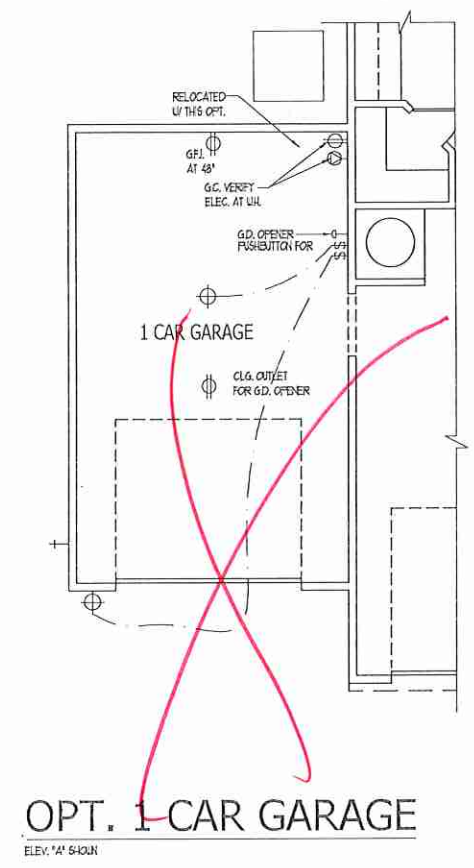 RELOCATED
W/ THIS OPT.
G.F.I.
AT 48"
G.C. VERIFY
ELEC. AT W.H.
G.D. OPENER
PUSHBUTTON FOR
1 CAR GARAGE
CLG. OUTLET
FOR G.D. OPENER
OPT. 1 CAR GARAGE
ELEV. "A" SHOWN